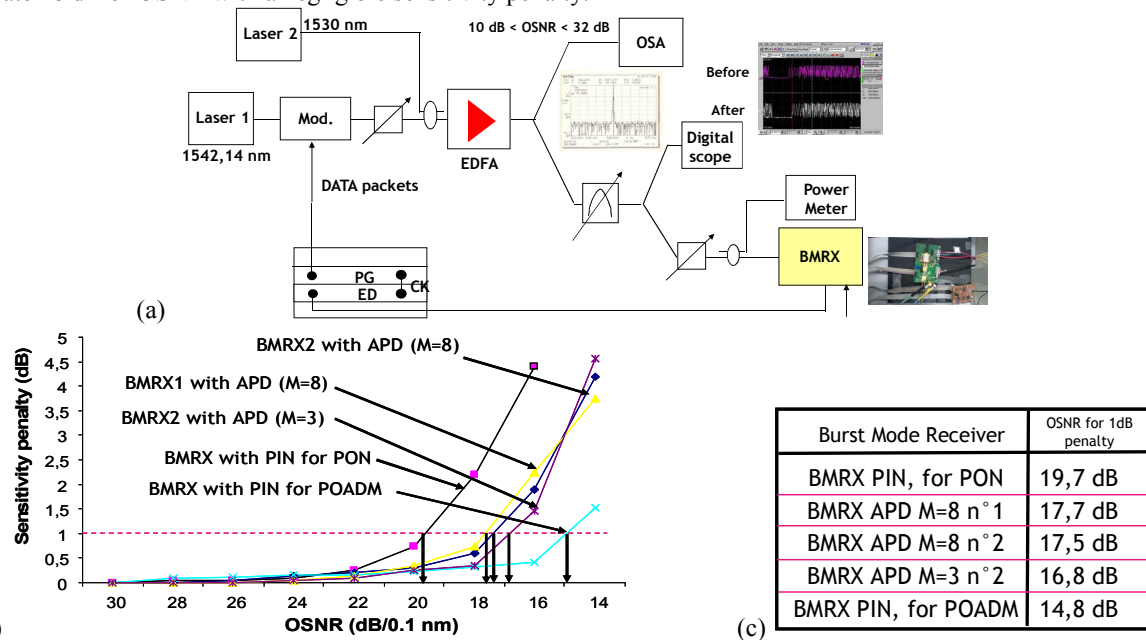 Laser 2
1530 nm
10 dB < OSNR < 32 dB
OSA
Before
After
Laser 1
Mod.
EDFA
Digital
scope
1542,14 nm
DATA packets
Power
Meter
BMRX
PG
ED
CK
(a)
Sensitivity penalty (dB)
5
4,5
4
3,5
3
2,5
2
1,5
1
0,5
0
BMRX2 with APD (M=8)
BMRX1 with APD (M=8)
BMRX2 with APD (M=3)
BMRX with PIN for PON
BMRX with PIN for POADM
30 28 26 24 22 20 18 16 14
OSNR (dB/0.1 nm)
(c)
Burst Mode Receiver OSNR for 1dB
penalty
BMRX PIN, for PON 19,7 dB
BMRX APD M=8 n°1 17,7 dB
BMRX APD M=8 n°2 17,5 dB
BMRX APD M=3 n°2 16,8 dB
BMRX PIN, for POADM 14,8 dB